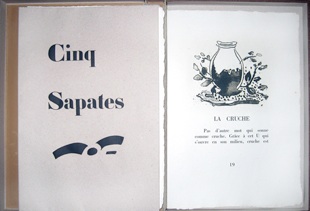 Cinq
Sapates
LA CRUCHE
Pas d'autre mot qui sonne
comme cruche. Grâce à cet U qui
s'ouvre en son milieu, cruche est
19